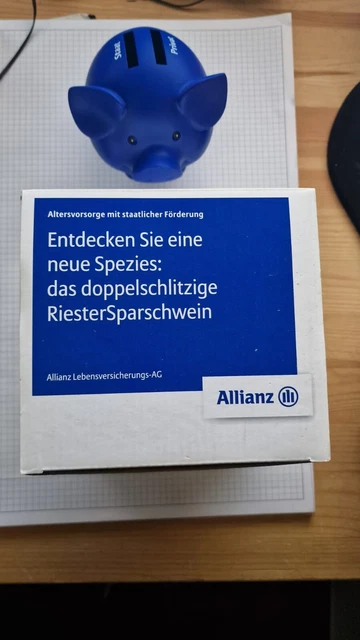 Staat
Privat
Altersvorsorge mit staatlicher Förderung
Entdecken Sie eine
neue Spezies:
das doppelschlitzige
RiesterSparschwein
Allianz Lebensversicherungs-AG
Allianz